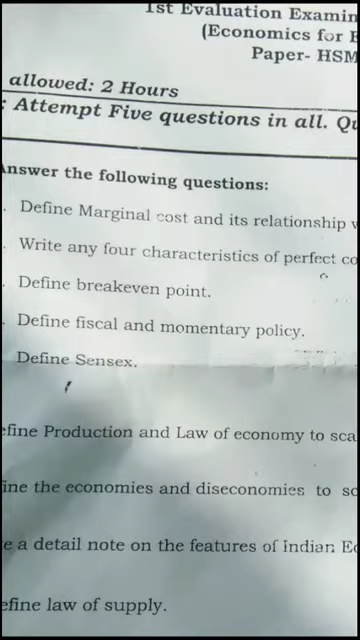 1st Evaluation Examin
(Economics for E
Paper- HSM
allowed: 2 Hours
: Attempt Five questions in all. Qu
Answer the following questions:
. Define Marginal cost and its relationship
. Write any four characteristics of perfect co
. Define breakeven point.
. Define fiscal and momentary policy.
Define Sensex.
efine Production and Law of economy to sca
ine the economies and diseconomies to sc
e a detail note on the features of Indian Ec
efine law of supply.